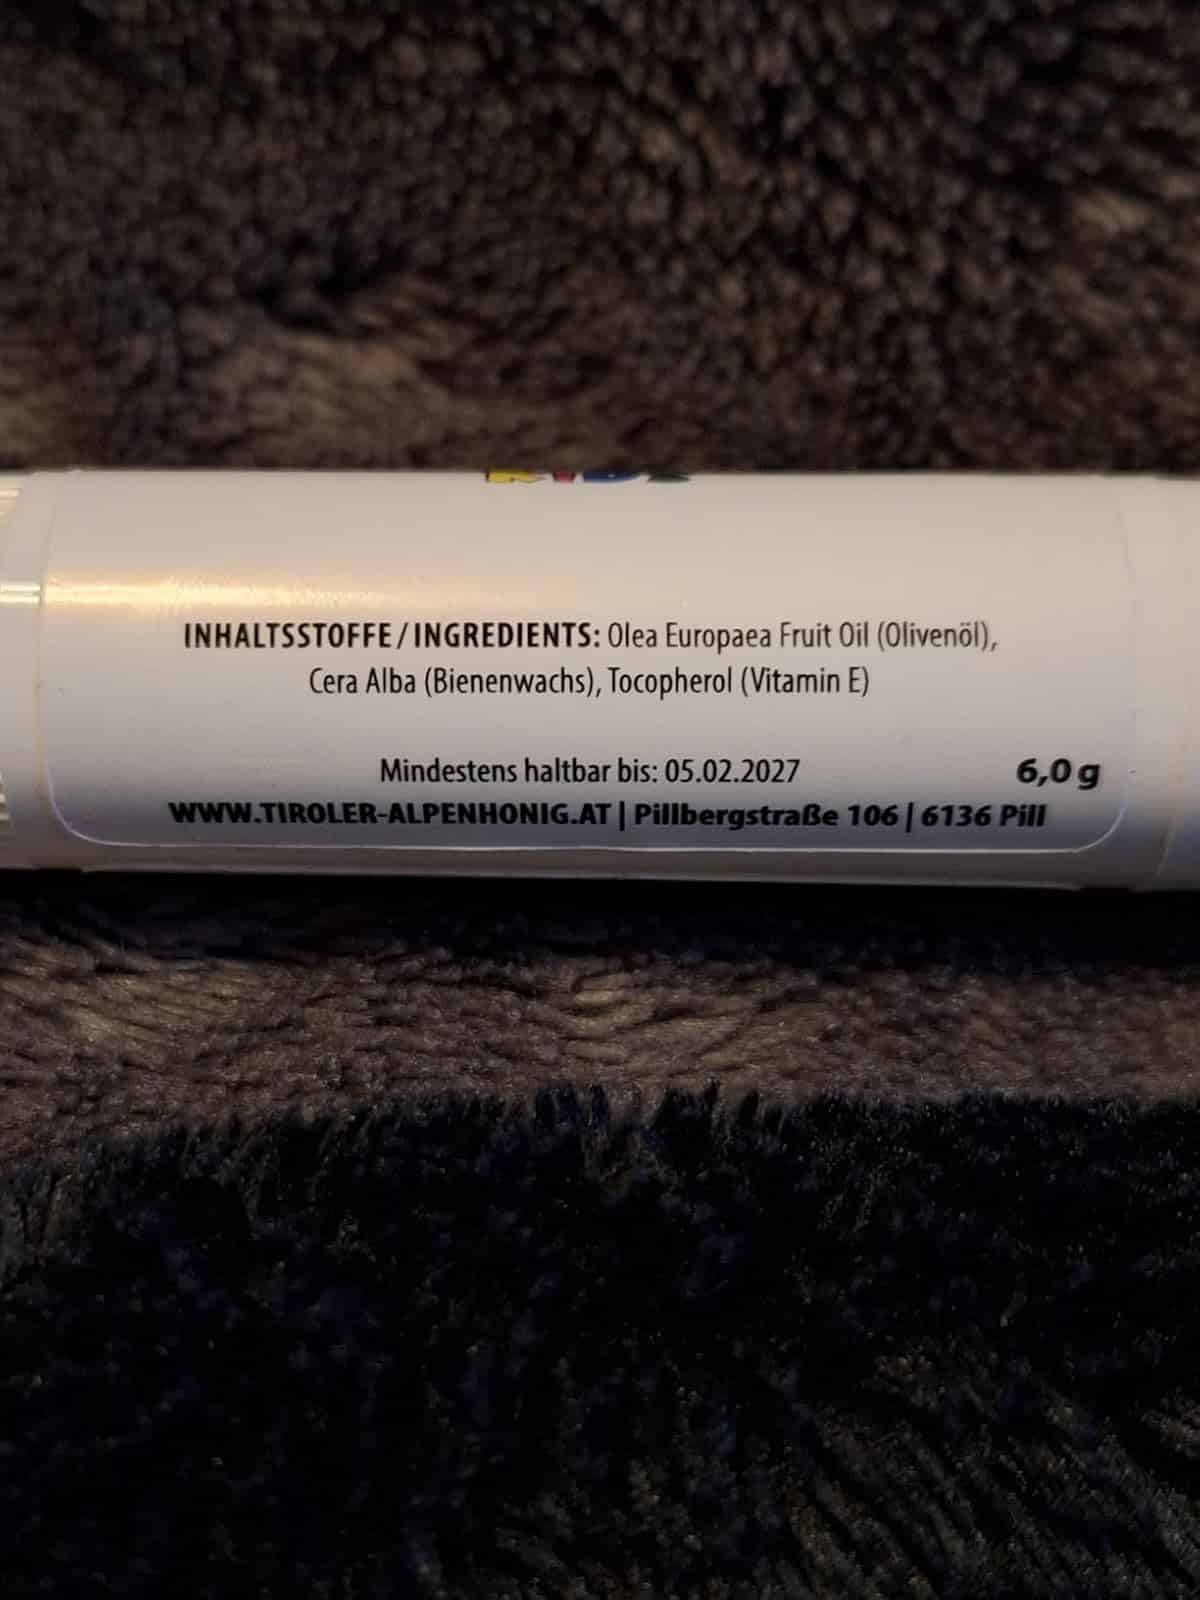 INHALTSSTOFFE / INGREDIENTS: Olea Europaea Fruit Oil (Olivenöl),
Cera Alba (Bienenwachs), Tocopherol (Vitamin E)
Mindestens haltbar bis: 05.02.2027 6,0 g
WWW.TIROLER-ALPENHONIG.AT | Pillbergstraße 106 | 6136 Pill